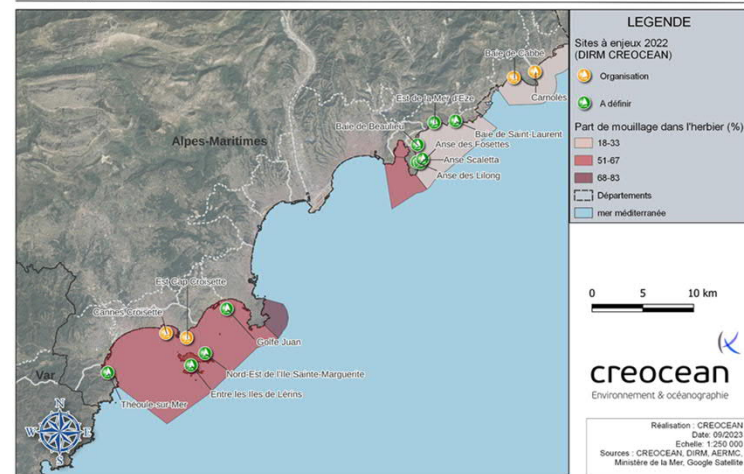 LEGENDE
Sites à enjeux 2022
(DIRM CREOCEAN)
Organisation
A définir
Part de mouillage dans l'herbier (%)
18-33
51-67
68-83
Départements
mer méditerranée
Baie de Cabbé
Carnolès
Est de la Mer d'Eze
Baie de Saint-Laurent
Baie de Beaulieu
Anse des Fosettes
Anse Scaletta
Anse des Lilong
Alpes-Maritimes
Est Cap Croisette
Cannes Croisette
Golfe Juan
Nord-Est de l'Ile Sainte-Marguerite
Entre les Iles de Lérins
Théoule-sur-Mer
Var
N
W
E
S
0 5 10 km
creocean
Environnement & océanographie
Réalisation : CREOCEAN
Date: 09/2023
Echelle: 1:250 000
Sources : CREOCEAN, DIRM, AERMC,
Ministère de la Mer, Google Satellite